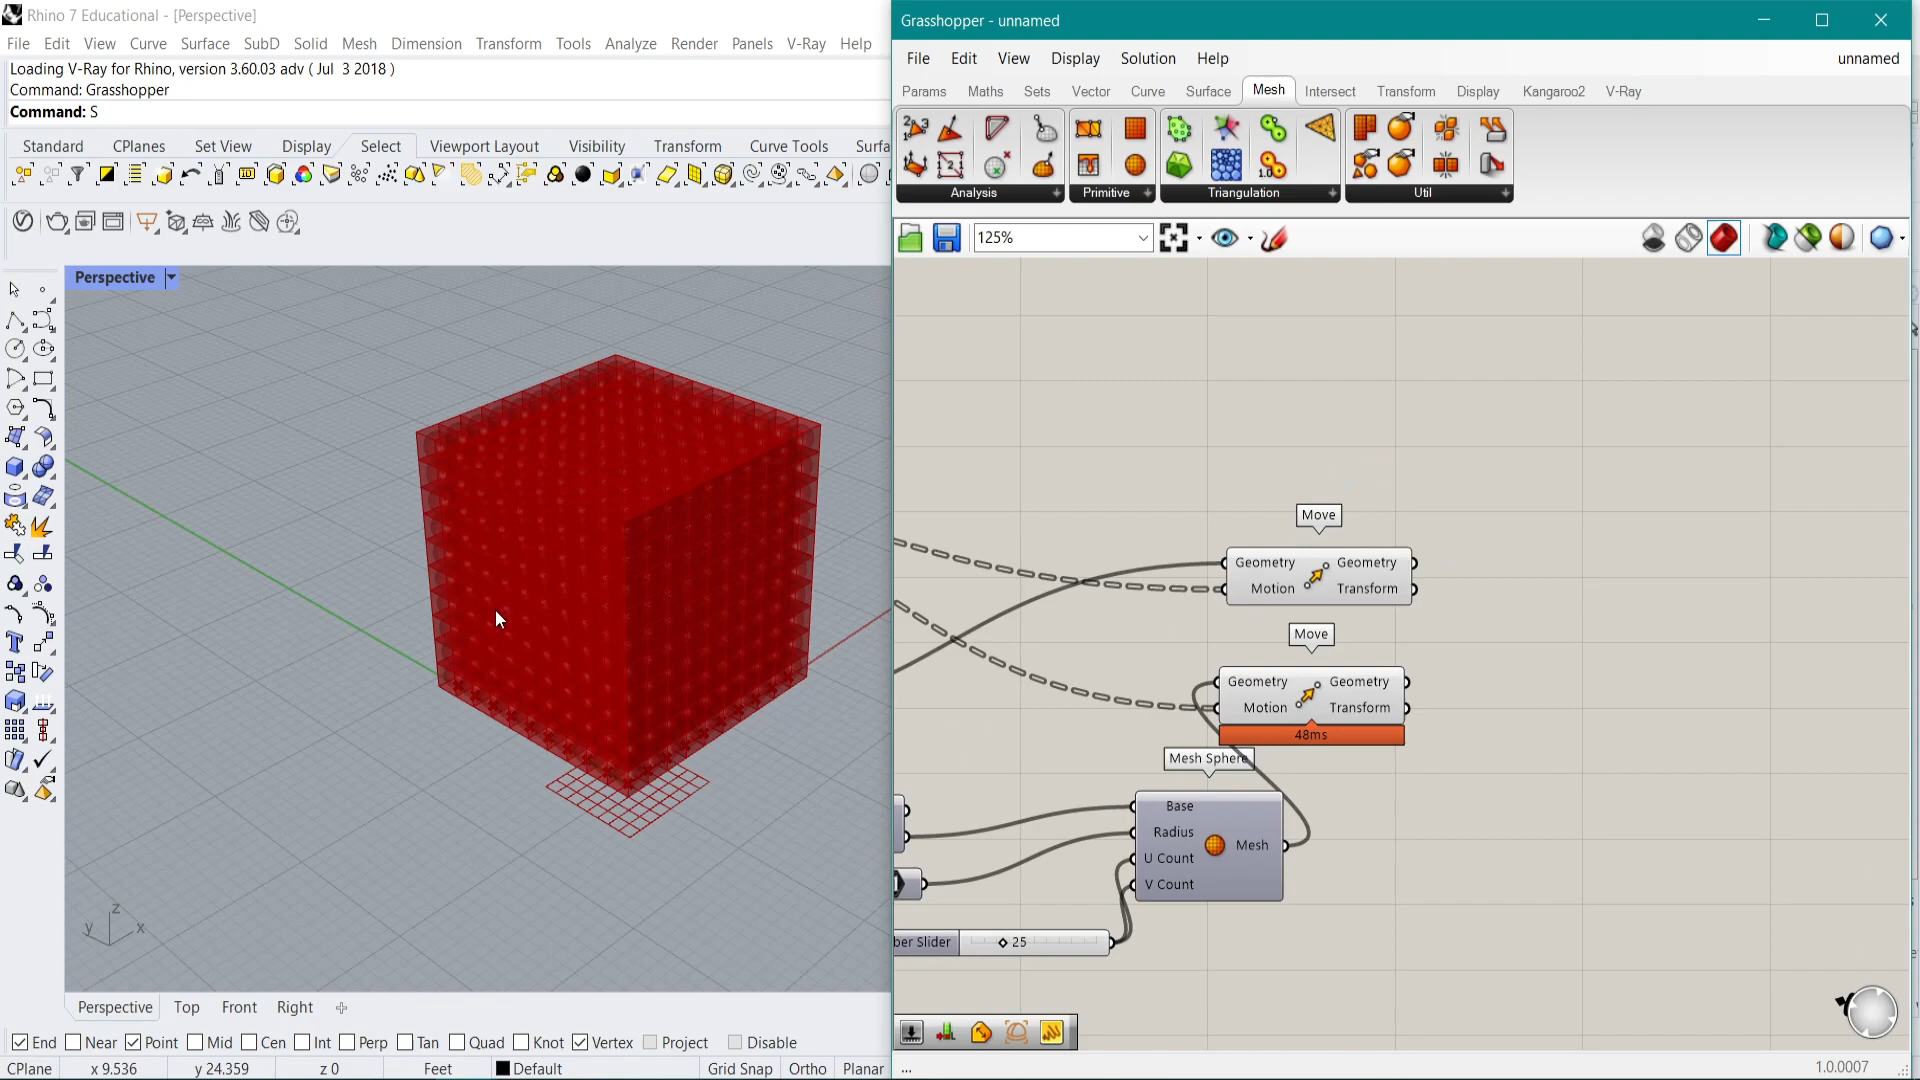 Rhino 7 Educational - [Perspective]
File Edit View Curve Surface SubD Solid Mesh Dimension Transform Tools Analyze Render Panels V-Ray Help
Loading V-Ray for Rhino, version 3.60.03 adv ( Jul  3 2018 )
Command: Grasshopper
Command: S
Standard CPlanes Set View Display Select Viewport Layout Visibility Transform Curve Tools Surfa
Perspective
z
y x
Perspective Top Front Right
End Near Point Mid Cen Int Perp Tan Quad Knot Vertex Project Disable
CPlane x 9.536 y 24.359 z 0 Feet Default Grid Snap Ortho Planar
Grasshopper - unnamed
File Edit View Display Solution Help unnamed
Params Maths Sets Vector Curve Surface Mesh Intersect Transform Display Kangaroo2 V-Ray
Analysis Primitive Triangulation Util
125%
Move
Geometry Geometry
Motion Transform
Move
Geometry Geometry
Motion Transform
48ms
Mesh Sphere
Base
Radius
Mesh
U Count
V Count
ber Slider 25
... 1.0.0007